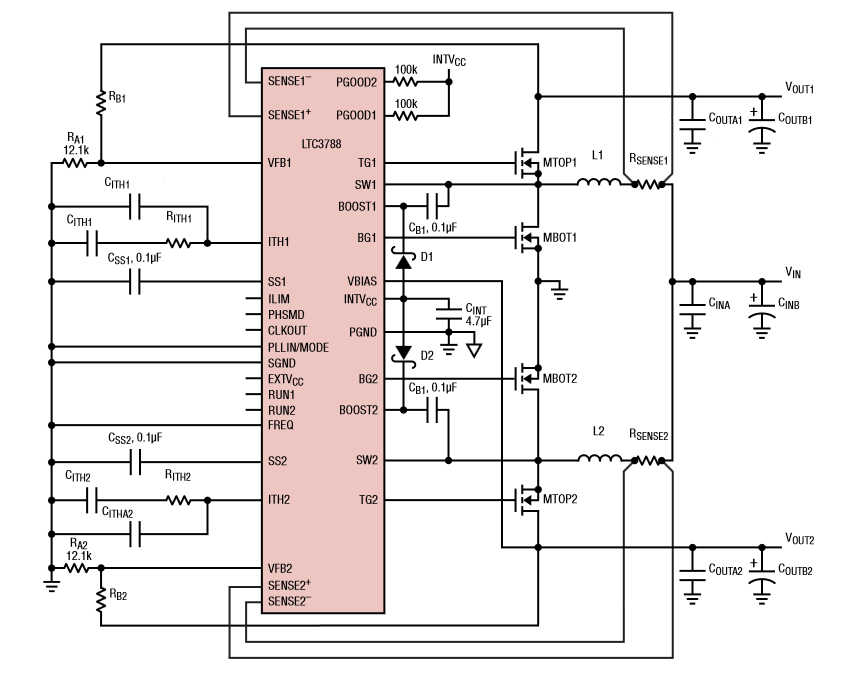 INTVCC
100k
SENSE1−
PGOOD2
VOUT1
RB1
100k
COUTA1
+
COUTB1
SENSE1+
PGOOD1
RA1
12.1k
LTC3788
L1
RSENSE1
VFB1
TG1
MTOP1
CITH1
SW1
BOOST1
CITH1
RITH1
CB1, 0.1µF
ITH1
BG1
MBOT1
CSS1, 0.1µF
D1
VIN
SS1
VBIAS
ILIM
INTVCC
CINT
4.7µF
CINA
+
CINB
PHSMD
CLKOUT
PGND
PLLIN/MODE
SGND
D2
EXTVCC
BG2
MBOT2
RUN1
CB1, 0.1µF
RUN2
BOOST2
FREQ
L2
RSENSE2
CSS2, 0.1µF
SS2
SW2
CITH2
RITH2
ITH2
TG2
MTOP2
CITHA2
RA2
12.1k
VOUT2
VFB2
COUTA2
+
COUTB2
SENSE2+
RB2
SENSE2−